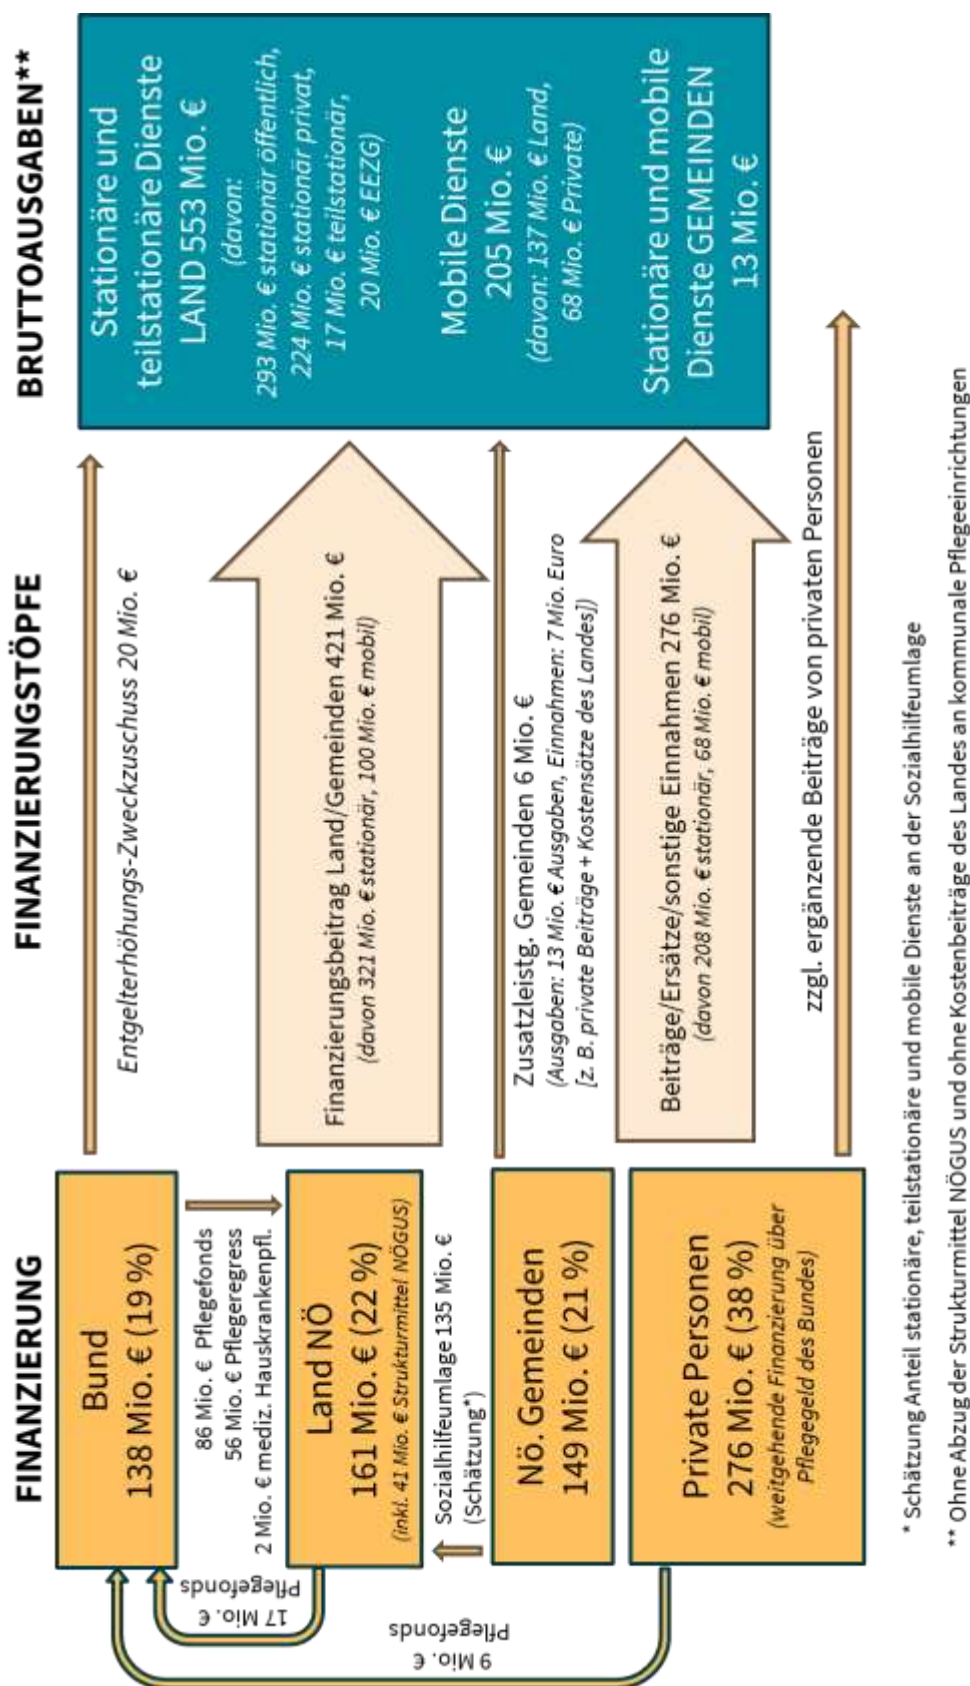 FINANZIERUNG
FINANZIERUNGSTÖPFE
BRUTTOAUSGABEN**
Bund
138 Mio. € (19 %)
86 Mio. € Pflegefonds
56 Mio. € Pflegeregress
2 Mio. € mediz. Hauskrankenpfl.
Land NÖ
161 Mio. € (22 %)
(inkl. 41 Mio. € Strukturmittel NÖGUS)
Sozialhilfeumlage 135 Mio. €
(Schätzung*)
Nö. Gemeinden
149 Mio. € (21 %)
Private Personen
276 Mio. € (38 %)
(weitgehende Finanzierung über
Pflegegeld des Bundes)
17 Mio. €
Pflegefonds
9 Mio. €
Pflegefonds
Entgelterhöhungs-Zweckzuschuss 20 Mio. €
Finanzierungsbeitrag Land/Gemeinden 421 Mio. €
(davon 321 Mio. € stationär, 100 Mio. € mobil)
Zusatzleistg. Gemeinden 6 Mio. €
(Ausgaben: 13 Mio. € Ausgaben, Einnahmen: 7 Mio. Euro
[z. B. private Beiträge + Kostensätze des Landes])
Beiträge/Ersätze/sonstige Einnahmen 276 Mio. €
(davon 208 Mio. € stationär, 68 Mio. € mobil)
zzgl. ergänzende Beiträge von privaten Personen
Stationäre und
teilstationäre Dienste
LAND 553 Mio. €
(davon:
293 Mio. € stationär öffentlich,
224 Mio. € stationär privat,
17 Mio. € teilstationär,
20 Mio. € EEZG)
Mobile Dienste
205 Mio. €
(davon: 137 Mio. € Land,
68 Mio. € Private)
Stationäre und mobile
Dienste GEMEINDEN
13 Mio. €
* Schätzung Anteil stationäre, teilstationäre und mobile Dienste an der Sozialhilfeumlage
** Ohne Abzug der Strukturmittel NÖGUS und ohne Kostenbeiträge des Landes an kommunale Pflegeeinrichtungen